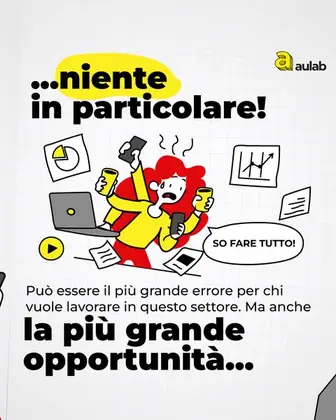 aulab
...niente
in particolare!
SO FARE TUTTO!
Può essere il più grande errore per chi
vuole lavorare in questo settore. Ma anche
la più grande
opportunità...